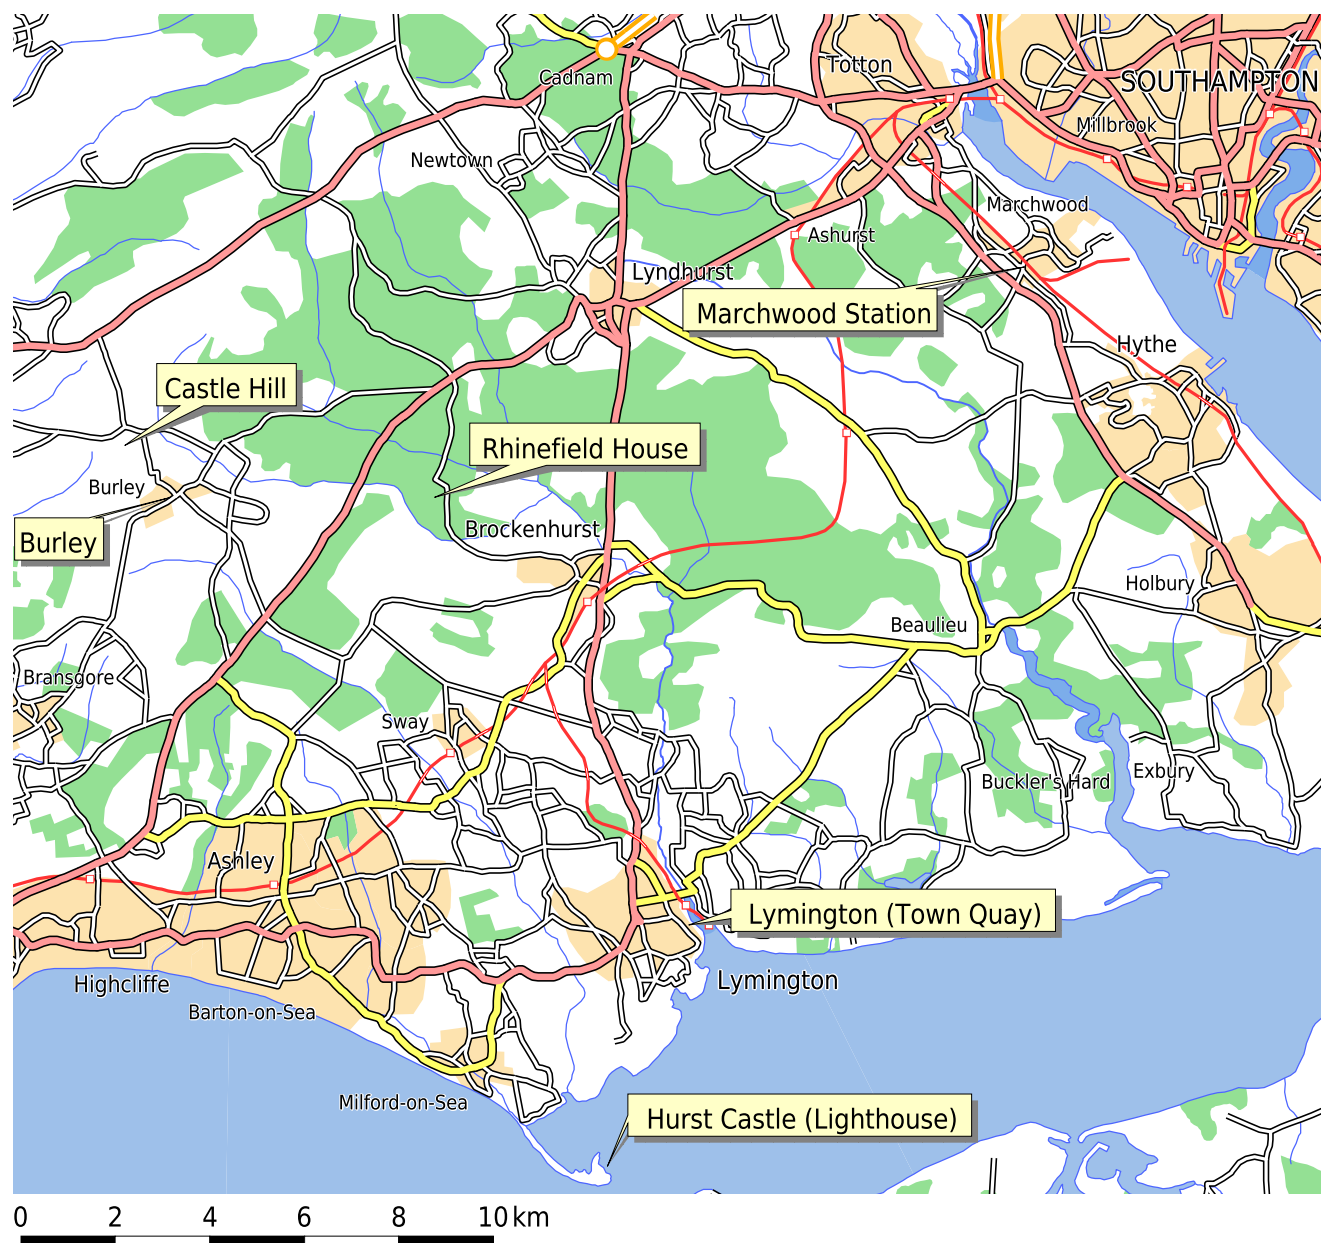 Cadnam
Totton
SOUTHAMPTON
Millbrook
Newtown
Marchwood
Ashurst
Lyndhurst
Marchwood Station
Hythe
Castle Hill
Rhinefield House
Burley
Brockenhurst
Burley
Holbury
Beaulieu
Bransgore
Sway
Exbury
Buckler's Hard
Ashley
Lymington (Town Quay)
Highcliffe
Lymington
Barton-on-Sea
Milford-on-Sea
Hurst Castle (Lighthouse)
0 2 4 6 8 10 km